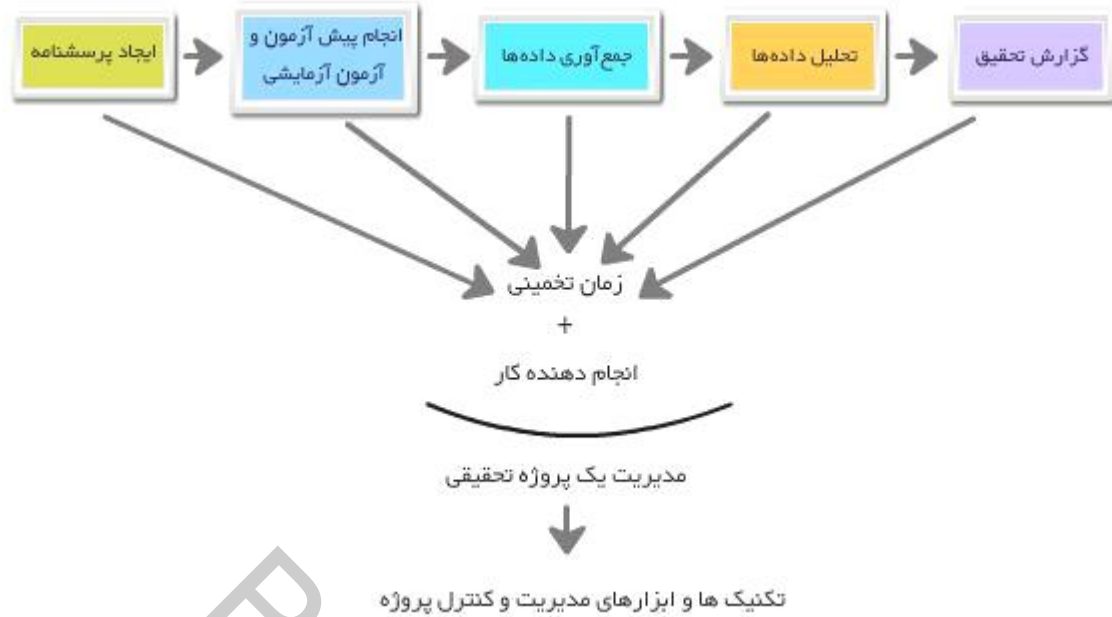 ایجاد پرسشنامه
انجام پیش آزمون و
آزمون آزمایشی
جمع‌آوری داده‌ها
تحلیل داده‌ها
گزارش تحقیق
زمان تخمینی
+
انجام دهنده کار
مدیریت یک پروژه تحقیقی
تکنیک ها و ابزارهای مدیریت و کنترل پروژه